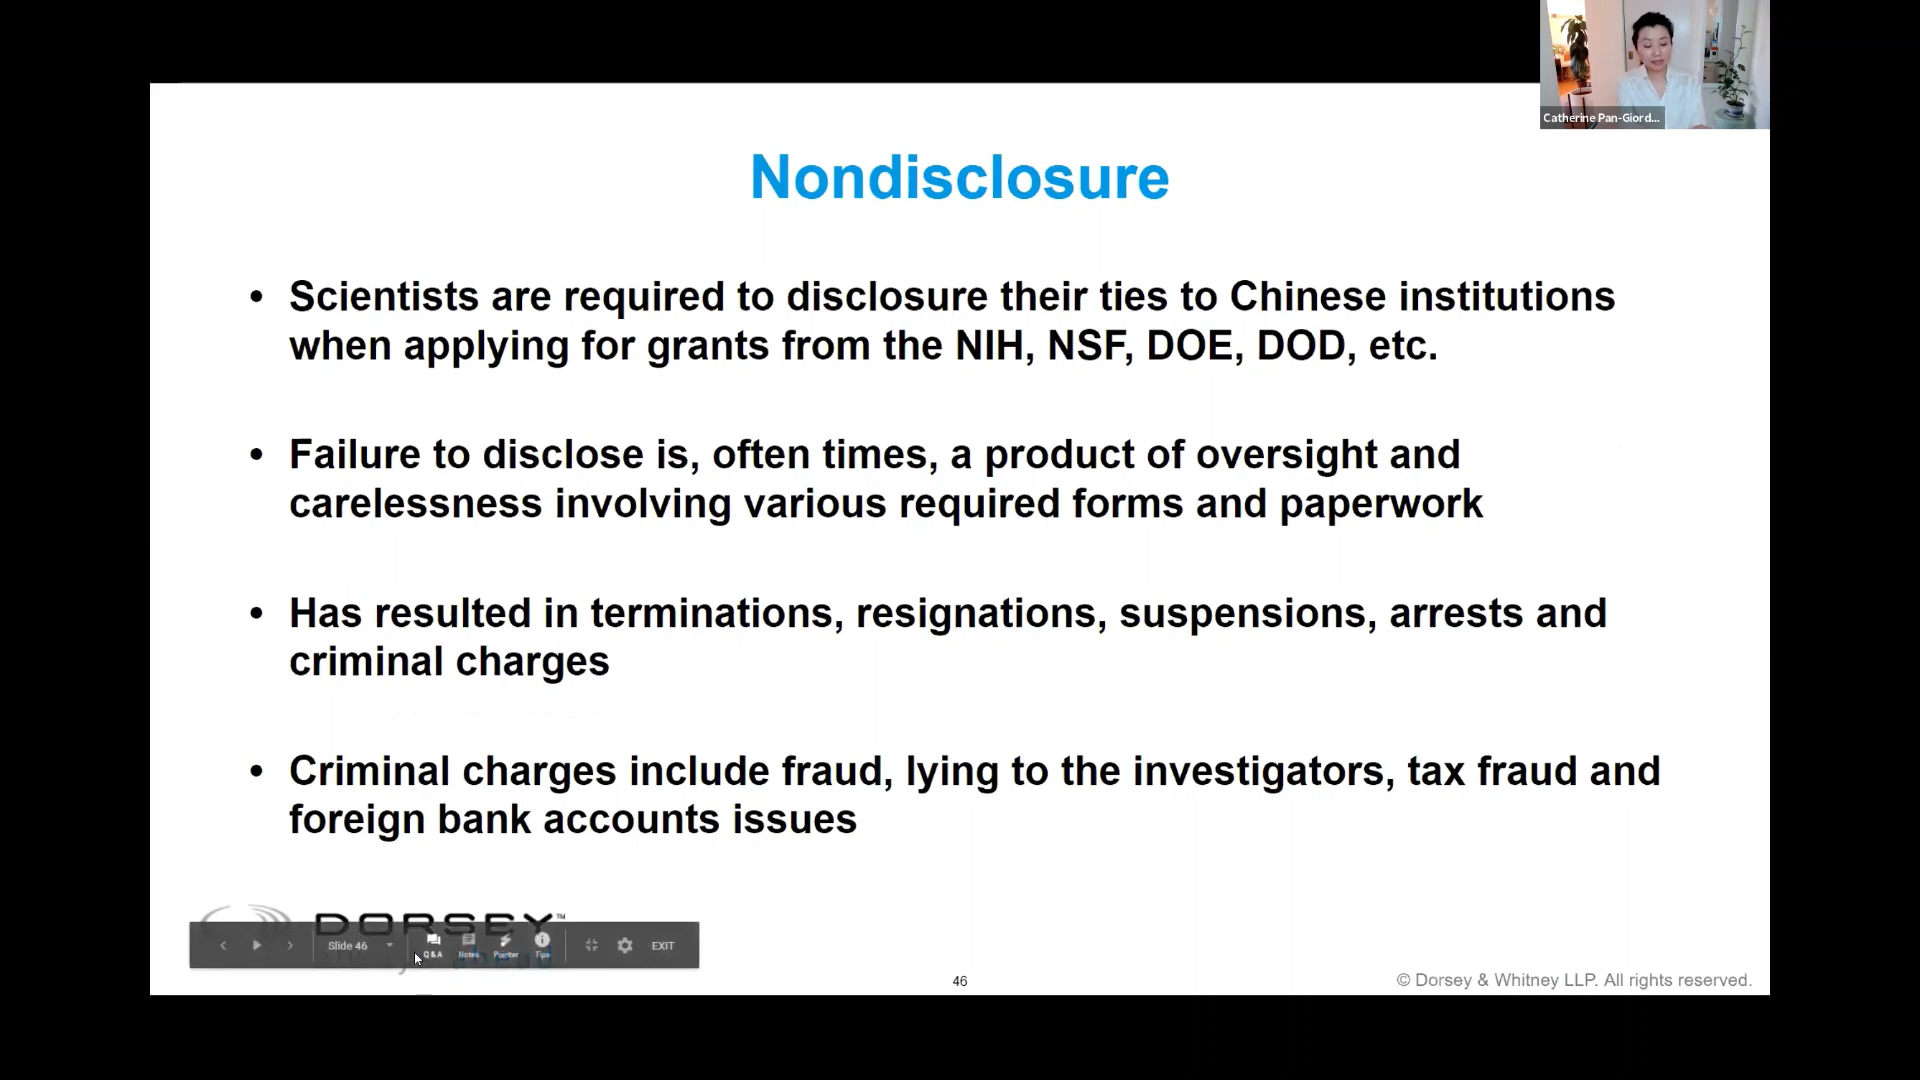 Catherine Pan-Giord...
Nondisclosure
• Scientists are required to disclosure their ties to Chinese institutions
when applying for grants from the NIH, NSF, DOE, DOD, etc.
• Failure to disclose is, often times, a product of oversight and
carelessness involving various required forms and paperwork
• Has resulted in terminations, resignations, suspensions, arrests and
criminal charges
• Criminal charges include fraud, lying to the investigators, tax fraud and
foreign bank accounts issues
DORSEY™
Slide 46
Q&A Notes Pointer Tips
EXIT
46
© Dorsey & Whitney LLP. All rights reserved.